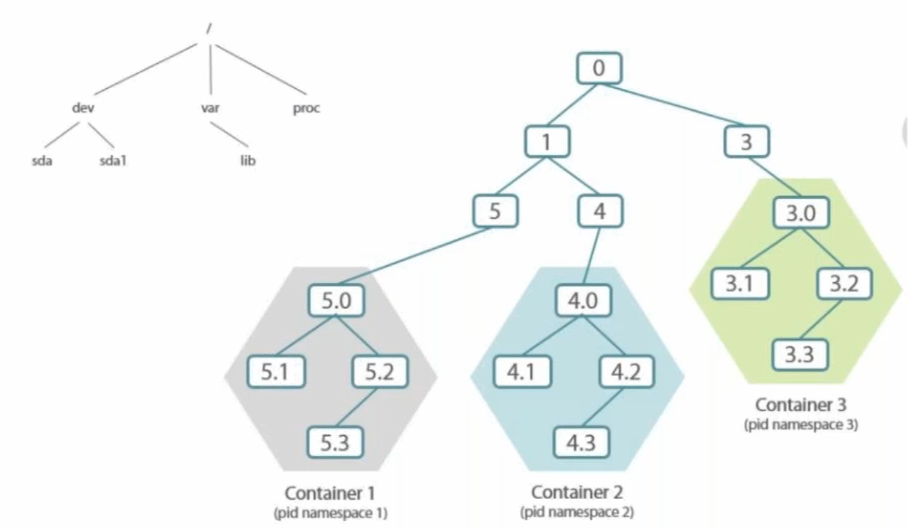 /
dev var proc
sda sda1 lib
0
1 3
5 4 3.0
3.1 3.2
5.0 4.0
3.3
5.1 5.2 4.1 4.2
Container 3
(pid namespace 3)
5.3 4.3
Container 1 Container 2
(pid namespace 1) (pid namespace 2)